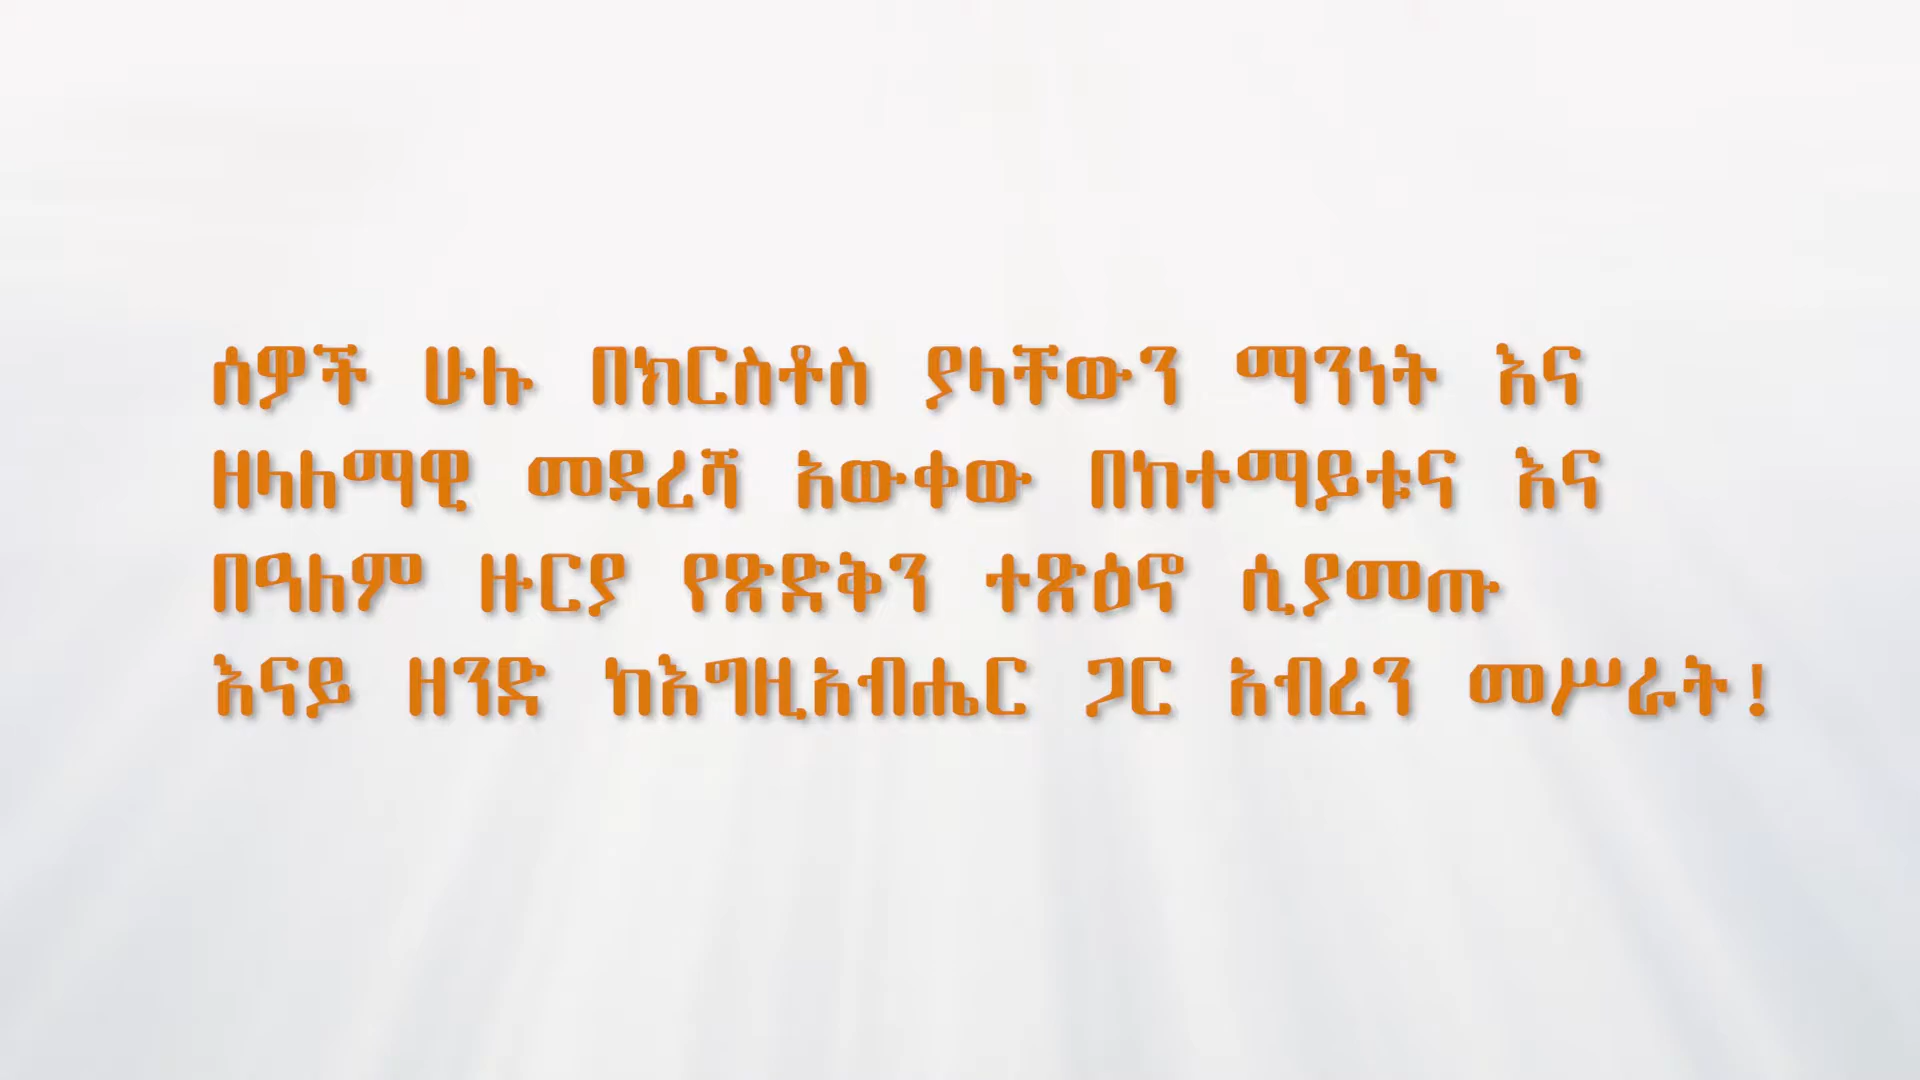 ሰዎች ሁሉ በክርስቶስ ያላቸውን ማንነት እና
ዘላለማዊ መዳረሻ አውቀው በከተማይቱና እና
በዓለም ዙርያ የጽድቅን ተጽዕኖ ሲያመጡ
እናይ ዘንድ ከእግዚአብሔር ጋር አብረን መሥራት!